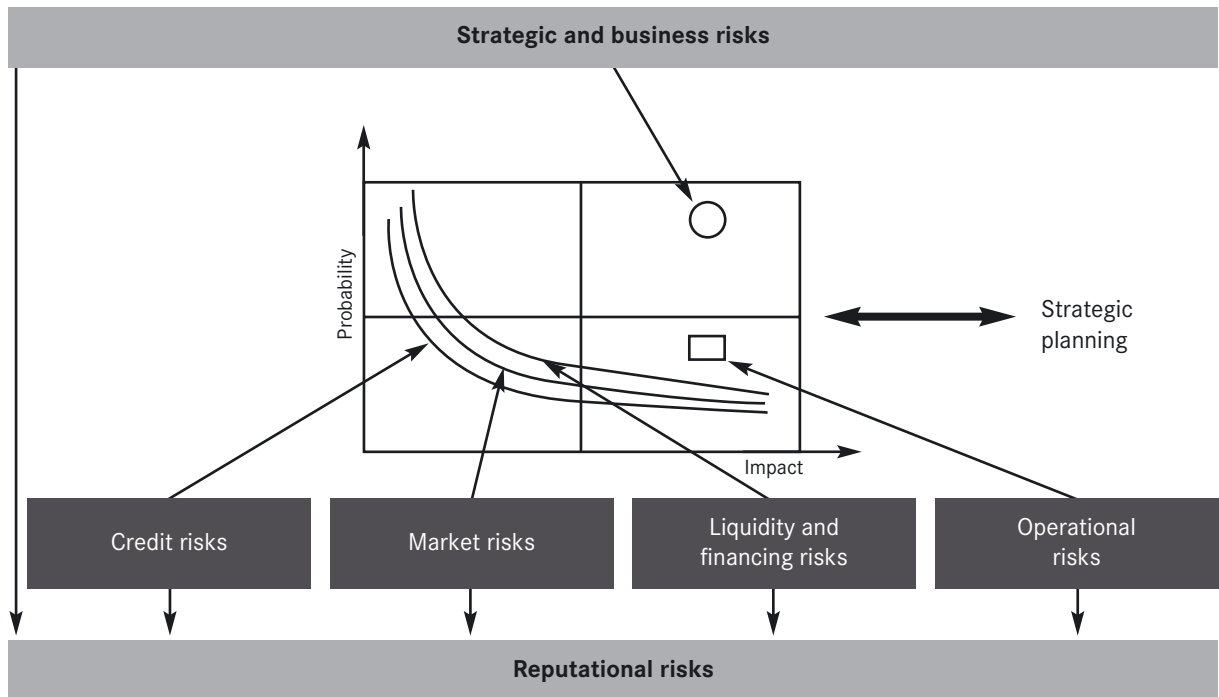 Strategic and business risks
Probability
Strategic
planning
Impact
Credit risks
Market risks
Liquidity and
financing risks
Operational
risks
Reputational risks